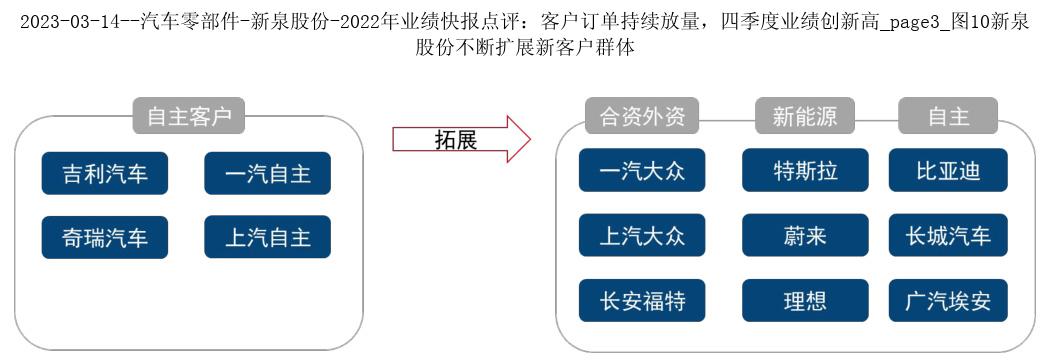 2023-03-14--汽车零部件-新泉股份-2022年业绩快报点评：客户订单持续放量，四季度业绩创新高_page3_图10新泉
股份不断扩展新客户群体
自主客户
吉利汽车 一汽自主
奇瑞汽车 上汽自主
拓展
合资外资 新能源 自主
一汽大众 特斯拉 比亚迪
上汽大众 蔚来 长城汽车
长安福特 理想 广汽埃安